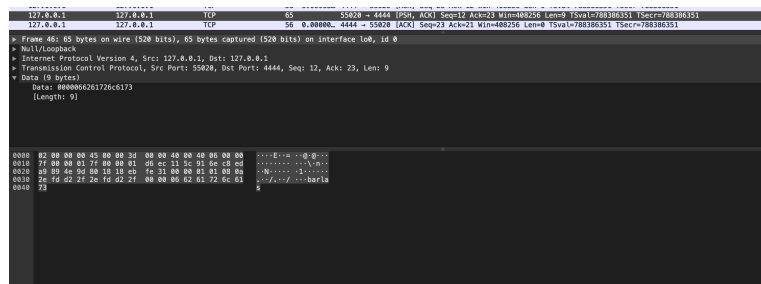 127.0.0.1 127.0.0.1 TCP 65 55020 → 4444 [PSH, ACK] Seq=12 Ack=23 Win=408256 Len=9 TSval=788386351 TSecr=788386351
127.0.0.1 127.0.0.1 TCP 56 0.00000… 4444 → 55020 [ACK] Seq=23 Ack=21 Win=408256 Len=0 TSval=788386351 TSecr=788386351
Frame 46: 65 bytes on wire (520 bits), 65 bytes captured (520 bits) on interface lo0, id 0
Null/Loopback
Internet Protocol Version 4, Src: 127.0.0.1, Dst: 127.0.0.1
Transmission Control Protocol, Src Port: 55020, Dst Port: 4444, Seq: 12, Ack: 23, Len: 9
Data (9 bytes)
Data: 0000066261726c6173
[Length: 9]
0000 02 00 00 00 45 00 00 3d 00 00 40 00 40 06 00 00 ····E··= ··@·@···
0010 7f 00 00 01 7f 00 00 01 d6 ec 11 5c 91 6e c8 ed ········ ···\·n··
0020 a9 89 4e 9d 80 18 18 eb fe 31 00 00 01 01 08 0a ··N····· ·1······
0030 2e fd d2 2f 2e fd d2 2f 00 00 06 62 61 72 6c 61 .··/.··/ ···barla
0040 73 s